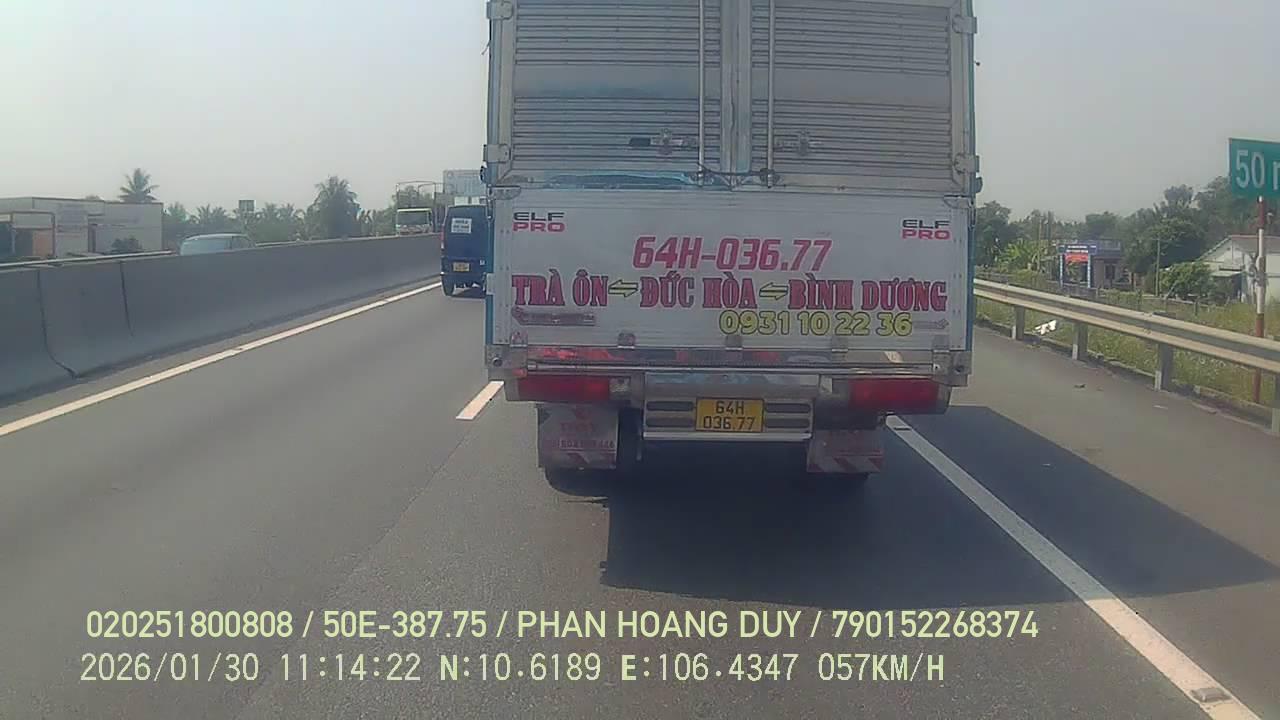 50
ELF
PRO
ELF
PRO
64H-036.77
TRÀ ÔN ⇌ ĐỨC HÒA ⇌ BÌNH DƯƠNG
0931 10 22 36
64H
036.77
020251800808 / 50E-387.75 / PHAN HOANG DUY / 790152268374
2026/01/30 11:14:22 N:10.6189 E:106.4347 057KM/H